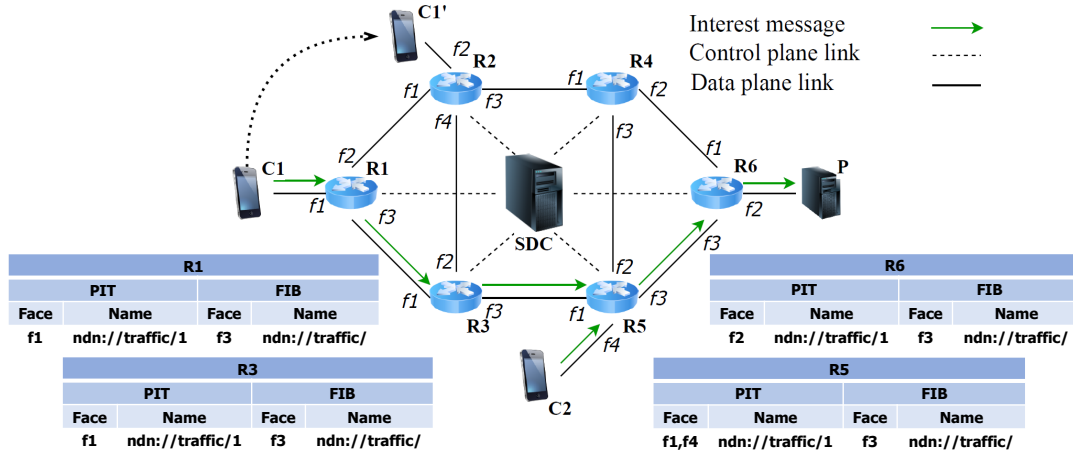 C1'
Interest message
Control plane link
Data plane link
f2
R2
R4
f1
f3
f1
f2
f4
f3
f1
C1
f2
R1
R6
P
f1
f3
f2
SDC
f3
f2
f2
f1
f3
R3
f1
R5
f3
f4
C2
R1
PIT FIB
Face Name Face Name
f1 ndn://traffic/1 f3 ndn://traffic/
R3
PIT FIB
Face Name Face Name
f1 ndn://traffic/1 f3 ndn://traffic/
R6
PIT FIB
Face Name Face Name
f2 ndn://traffic/1 f3 ndn://traffic/
R5
PIT FIB
Face Name Face Name
f1,f4 ndn://traffic/1 f3 ndn://traffic/